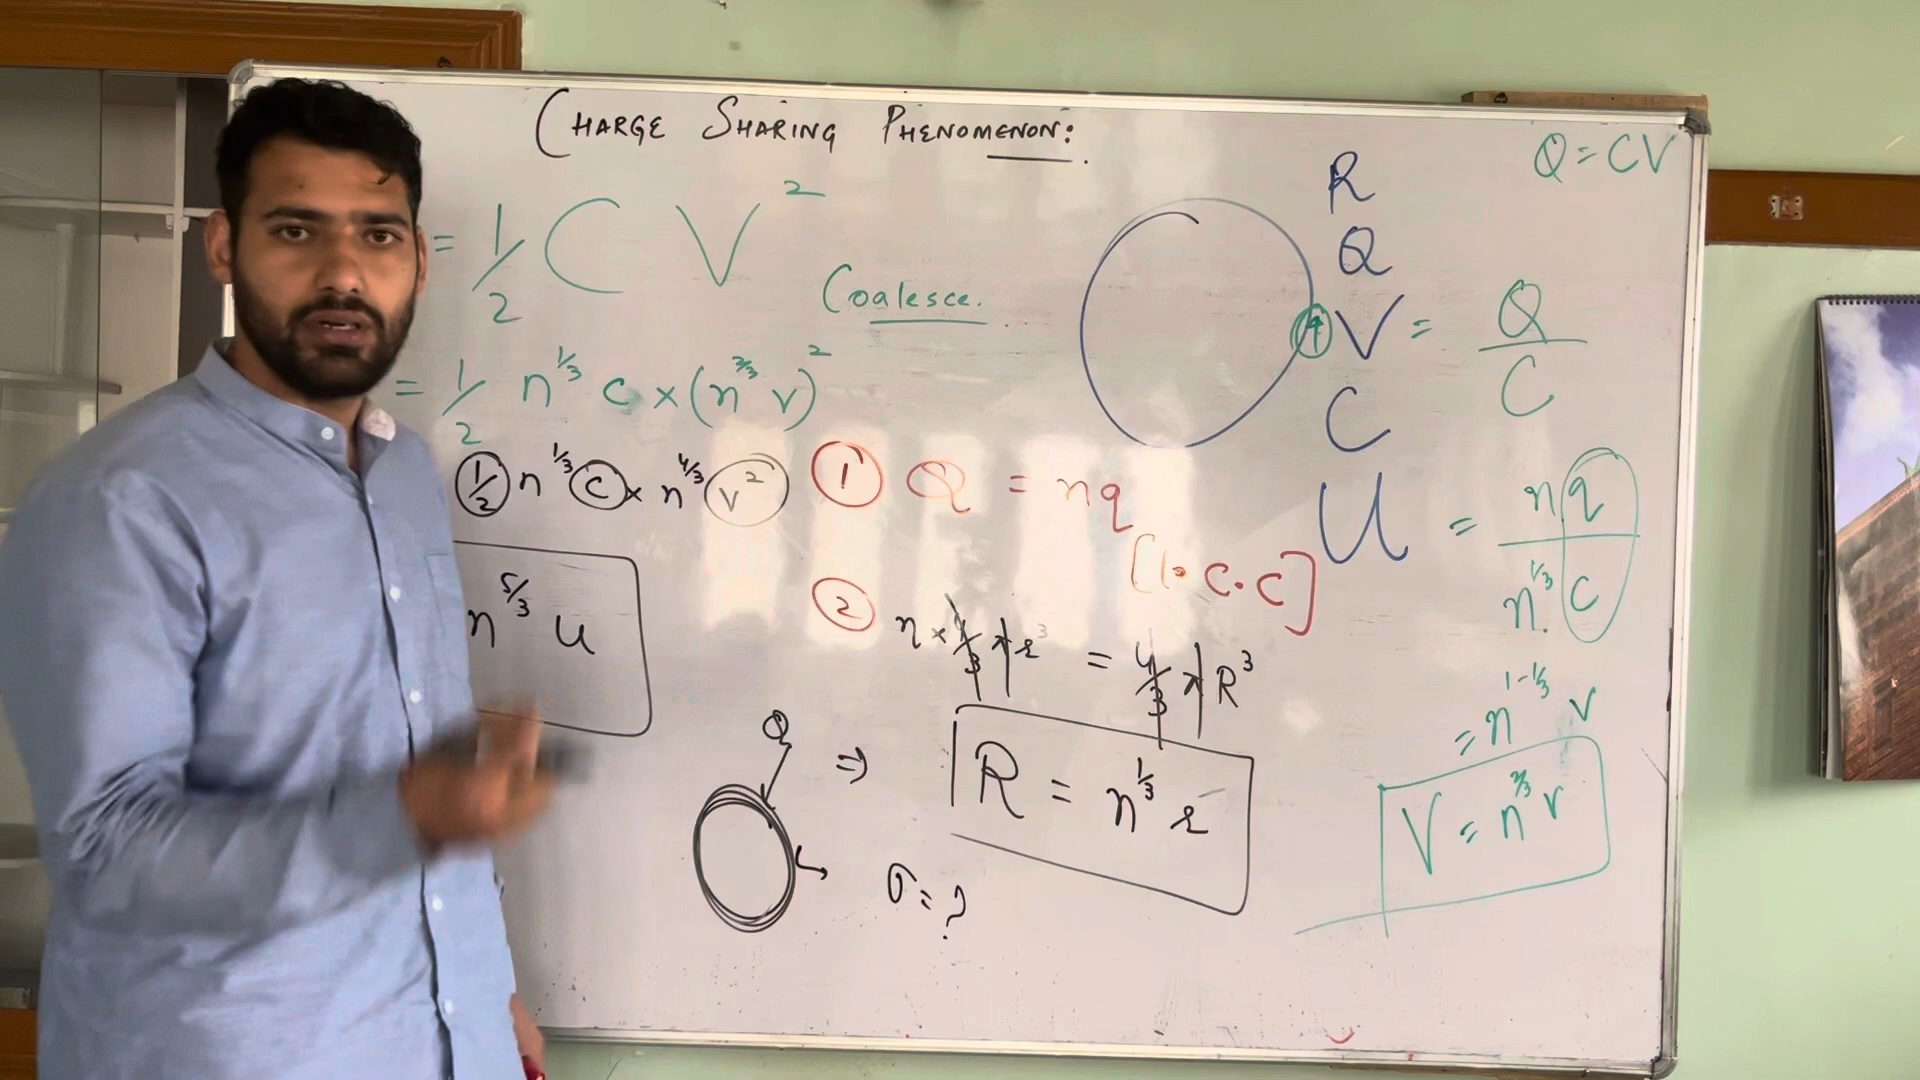 CHARGE SHARING PHENOMENON:
Q = CV
= 1/2 C V²
Coalesce.
= 1/2 n^1/3 c × (n^2/3 v)²
1/2 n^1/3 c × n^4/3 v²
n^5/3 u
① Q = nq
[l.c.c]
② n × 4/3 π r³ = 4/3 π R³
⇒ R = n^1/3 r
Q
σ = ?
R
Q
④ V = Q/C
C
U
= nq / n^1/3 c
= n^1-1/3 v
V = n^2/3 v